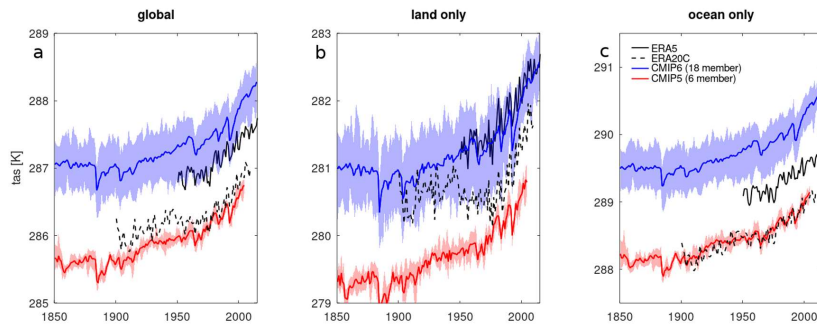 global
land only
ocean only
a
b
c
ERA5
ERA20C
CMIP6 (18 member)
CMIP5 (6 member)
tas [K]
289
288
287
286
285
283
282
281
280
279
291
290
289
288
1850 1900 1950 2000
1850 1900 1950 2000
1850 1900 1950 2000